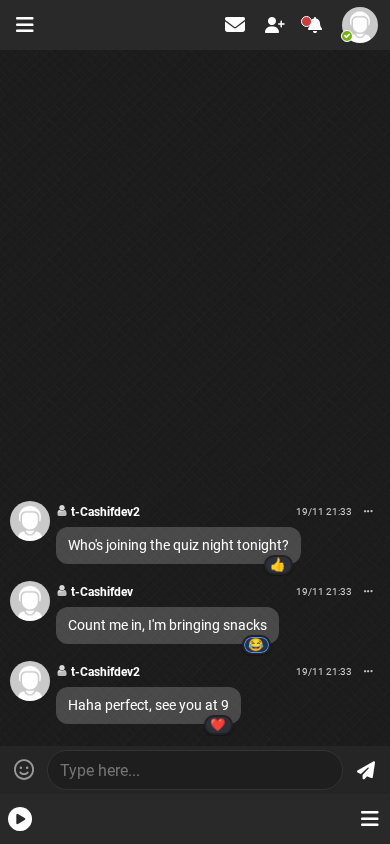 t-Cashifdev2 19/11 21:33
Who's joining the quiz night tonight?
👍
t-Cashifdev 19/11 21:33
Count me in, I'm bringing snacks
😂
t-Cashifdev2 19/11 21:33
Haha perfect, see you at 9
❤️
Type here...